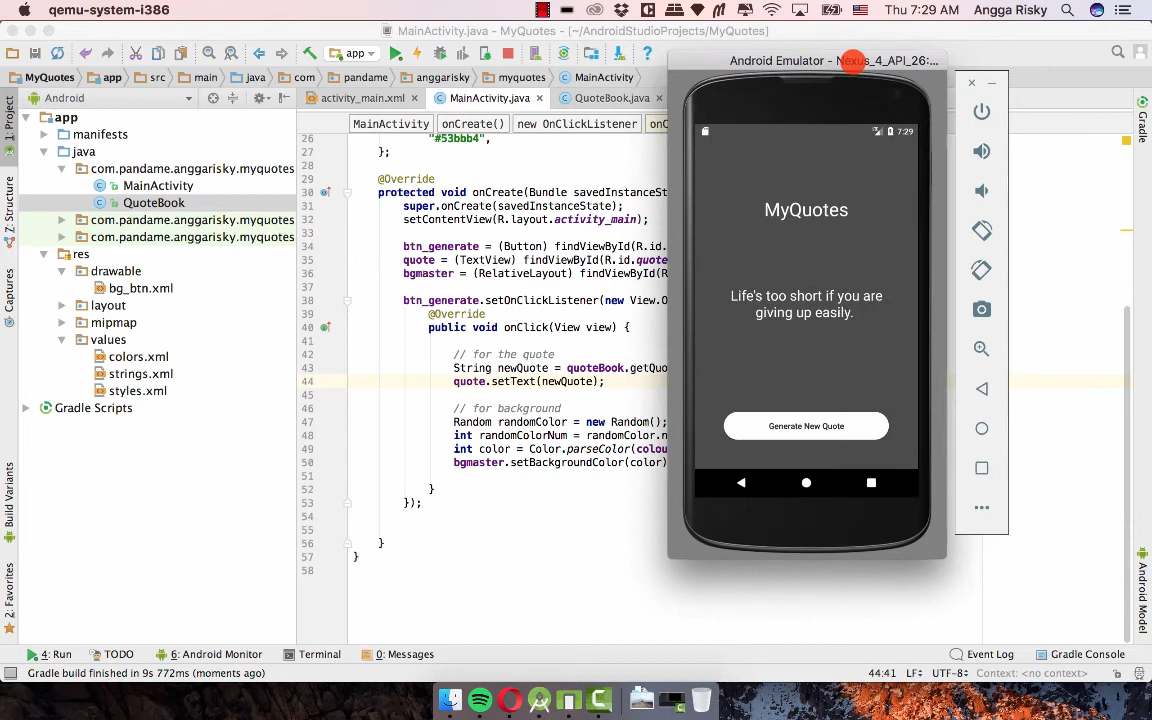 qemu-system-i386
Thu 7:29 AM Angga Risky
MainActivity.java - MyQuotes - [~/AndroidStudioProjects/MyQuotes]
app
MyQuotes app src main java com pandame anggarisky myquotes MainActivity
Android
activity_main.xml MainActivity.java QuoteBook.java
MainActivity onCreate() new OnClickListener onC
1: Project
Z: Structure
Captures
Build Variants
2: Favorites
app
manifests
java
com.pandame.anggarisky.myquotes
MainActivity
QuoteBook
com.pandame.anggarisky.myquotes
com.pandame.anggarisky.myquotes
res
drawable
bg_btn.xml
layout
mipmap
values
colors.xml
strings.xml
styles.xml
Gradle Scripts
26 "#53bbb4",
27 };
28
29 @Override
30 protected void onCreate(Bundle savedInstanceSt
31 super.onCreate(savedInstanceState);
32 setContentView(R.layout.activity_main);
33
34 btn_generate = (Button) findViewById(R.id.
35 quote = (TextView) findViewById(R.id.quote
36 bgmaster = (RelativeLayout) findViewById(R
37
38 btn_generate.setOnClickListener(new View.O
39 @Override
40 public void onClick(View view) {
41
42 // for the quote
43 String newQuote = quoteBook.getQuo
44 quote.setText(newQuote);
45
46 // for background
47 Random randomColor = new Random();
48 int randomColorNum = randomColor.n
49 int color = Color.parseColor(colou
50 bgmaster.setBackgroundColor(color)
51
52 }
53 });
54
55
56 }
57 }
58
Android Emulator - Nexus_4_API_26:...
7:29
MyQuotes
Life's too short if you are
giving up easily.
Generate New Quote
Gradle
Android Model
4: Run TODO 6: Android Monitor Terminal 0: Messages Event Log Gradle Console
Gradle build finished in 9s 772ms (moments ago) 44:41 LF÷ UTF-8÷ Context: <no context>